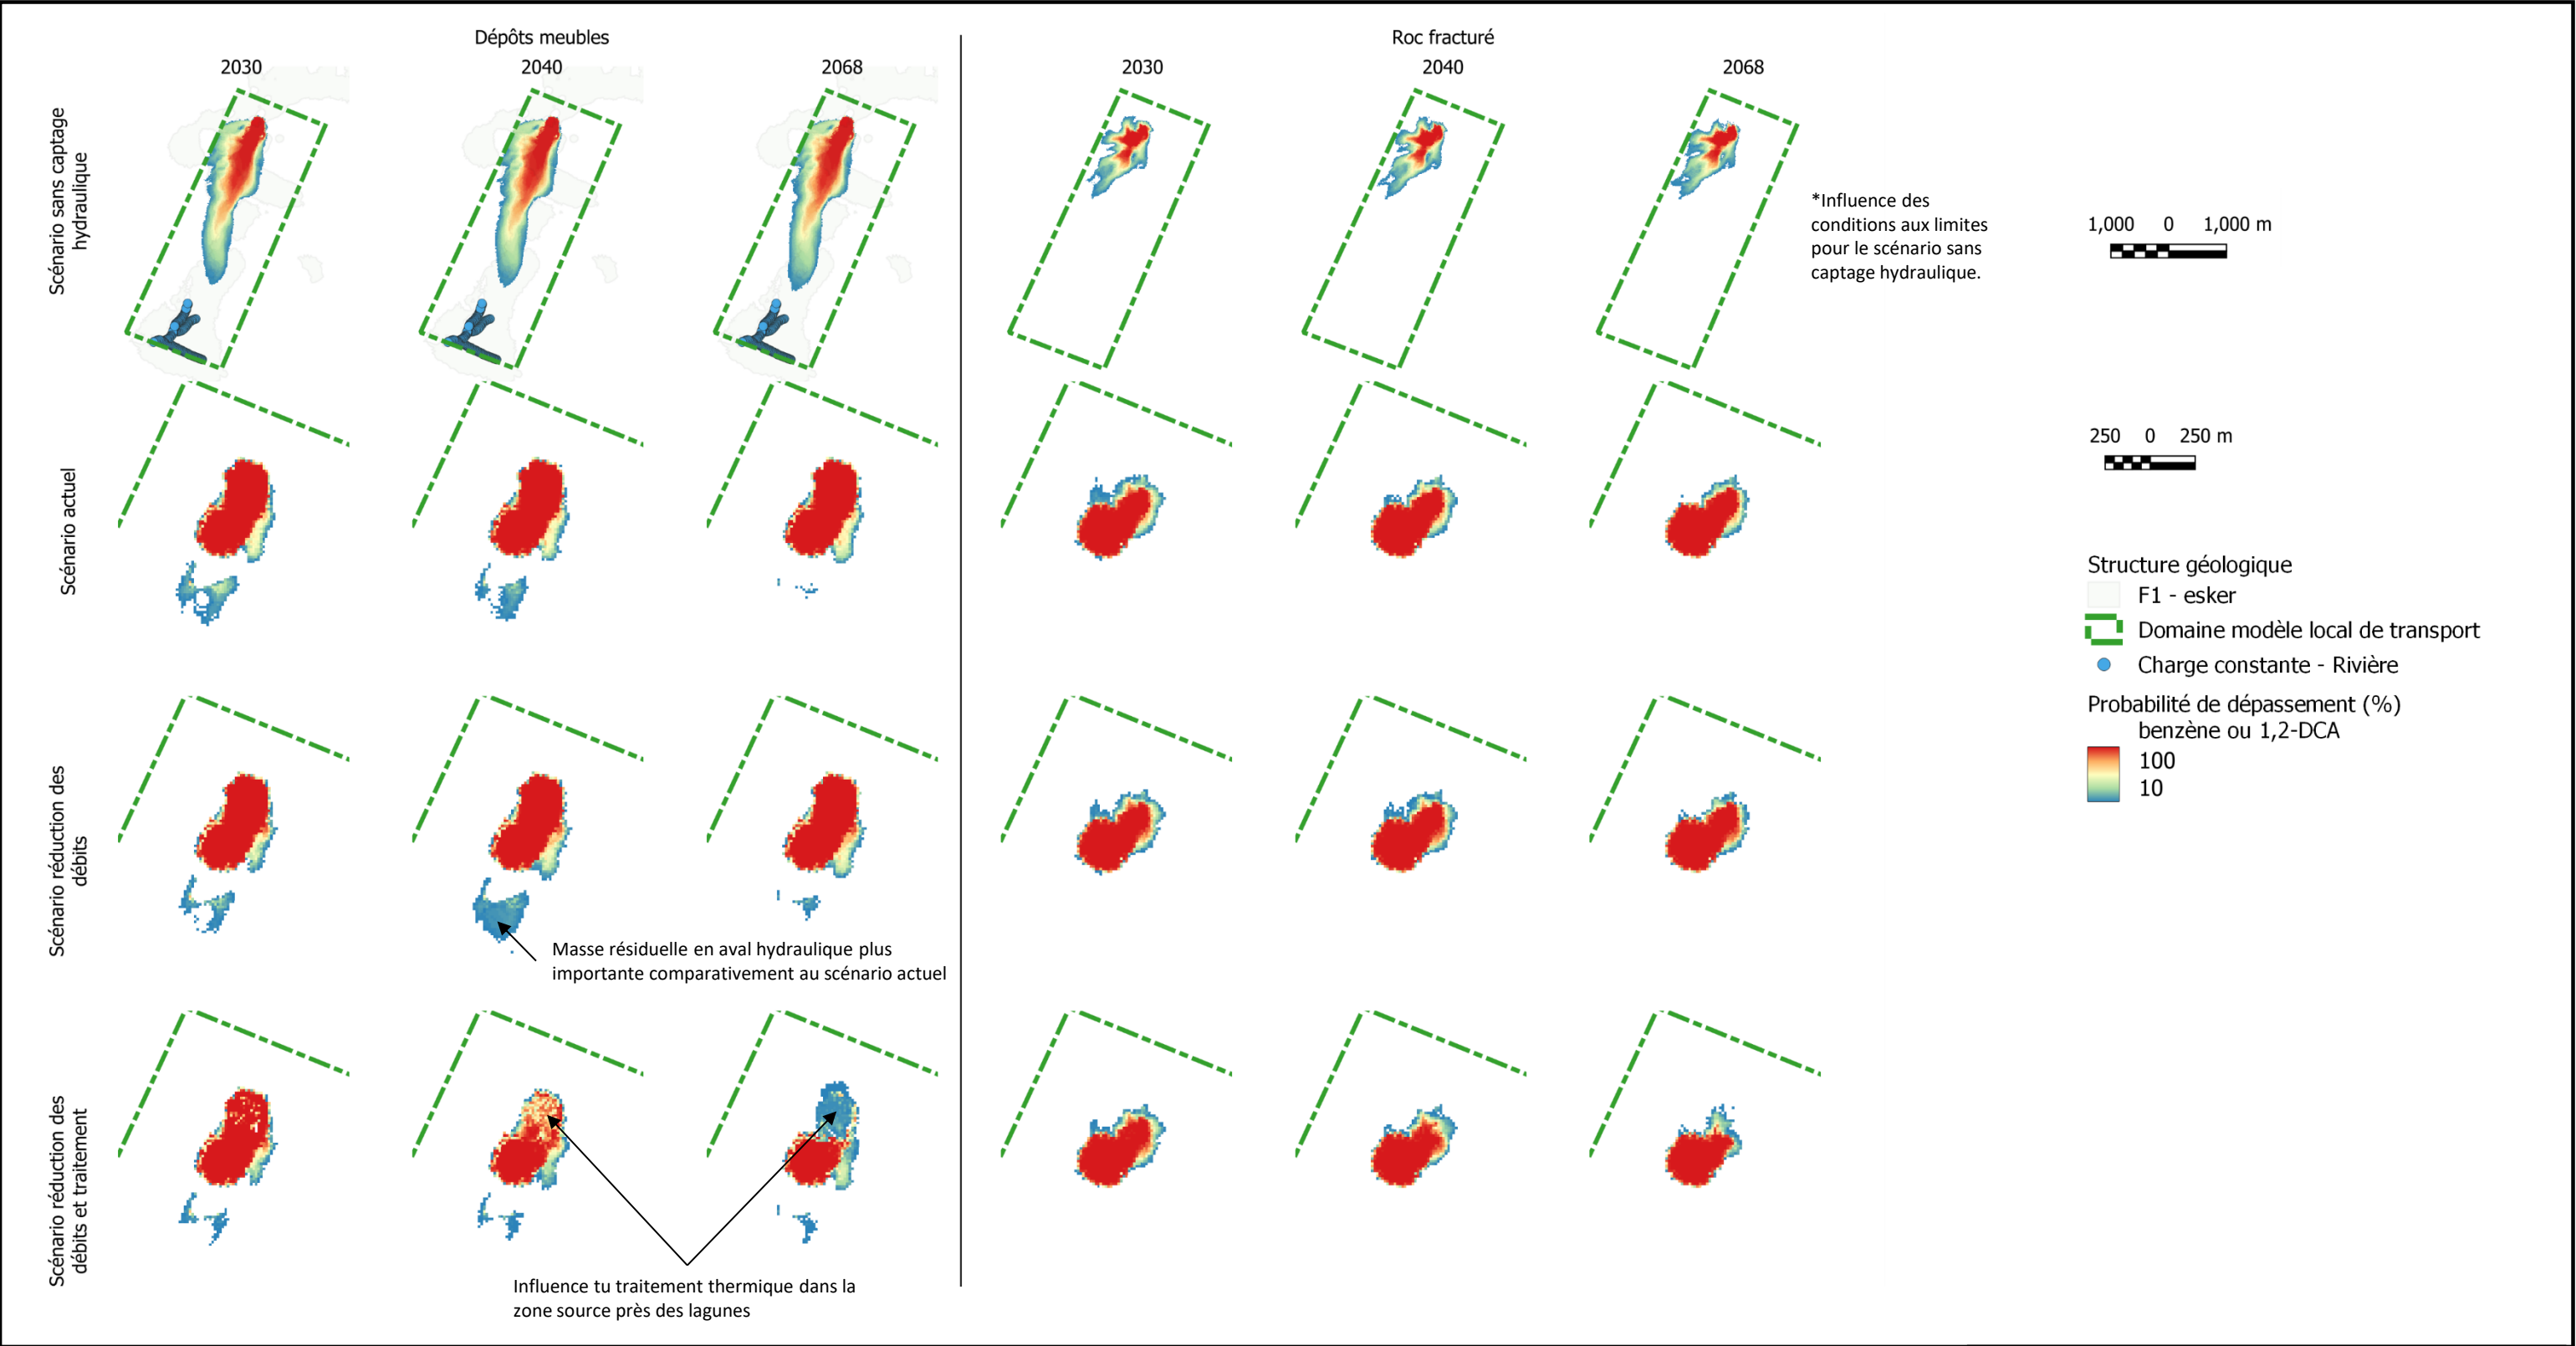 Dépôts meubles
Roc fracturé
2030
2040
2068
2030
2040
2068
Scénario sans captage
hydraulique
*Influence des
conditions aux limites
pour le scénario sans
captage hydraulique.
1,000 0 1,000 m
Scénario actuel
250 0 250 m
Structure géologique
F1 - esker
Domaine modèle local de transport
Charge constante - Rivière
Probabilité de dépassement (%)
benzène ou 1,2-DCA
100
10
Scénario réduction des
débits
Masse résiduelle en aval hydraulique plus
importante comparativement au scénario actuel
Scénario réduction des
débits et traitement
Influence tu traitement thermique dans la
zone source près des lagunes